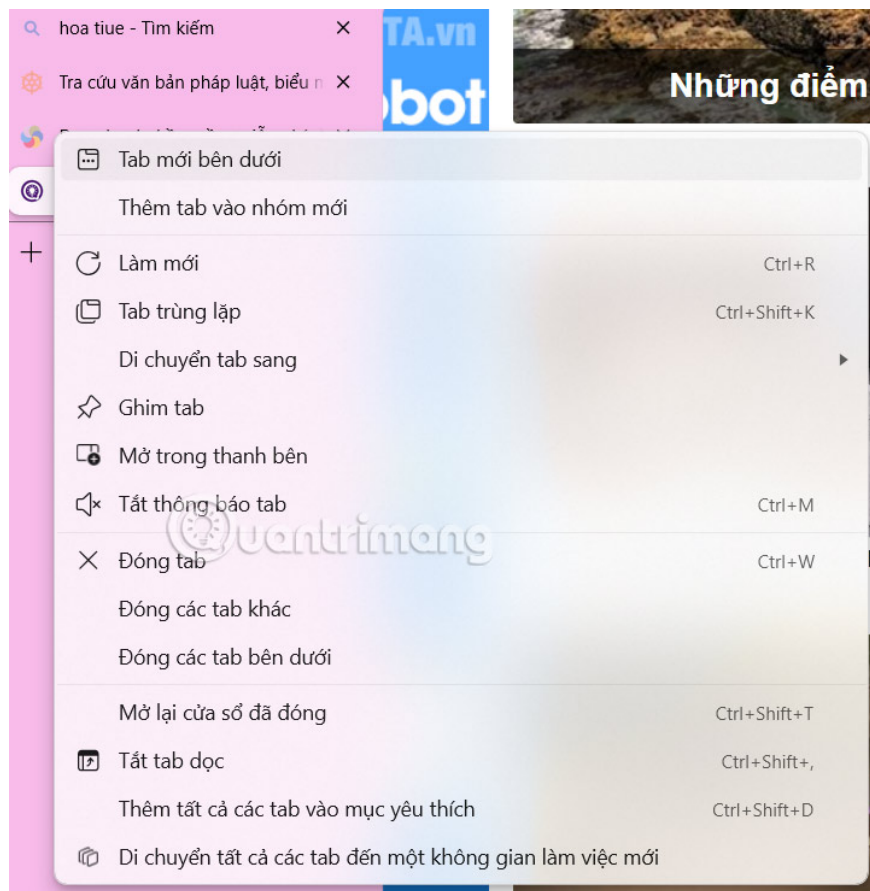 hoa tiue - Tìm kiếm
Tra cứu văn bản pháp luật, biểu
TA.vn
bot
Những điểm
Tab mới bên dưới
Thêm tab vào nhóm mới
Làm mới Ctrl+R
Tab trùng lặp Ctrl+Shift+K
Di chuyển tab sang
Ghim tab
Mở trong thanh bên
Tắt thông báo tab Ctrl+M
Quantrimang
Đóng tab Ctrl+W
Đóng các tab khác
Đóng các tab bên dưới
Mở lại cửa sổ đã đóng Ctrl+Shift+T
Tắt tab dọc Ctrl+Shift+,
Thêm tất cả các tab vào mục yêu thích Ctrl+Shift+D
Di chuyển tất cả các tab đến một không gian làm việc mới